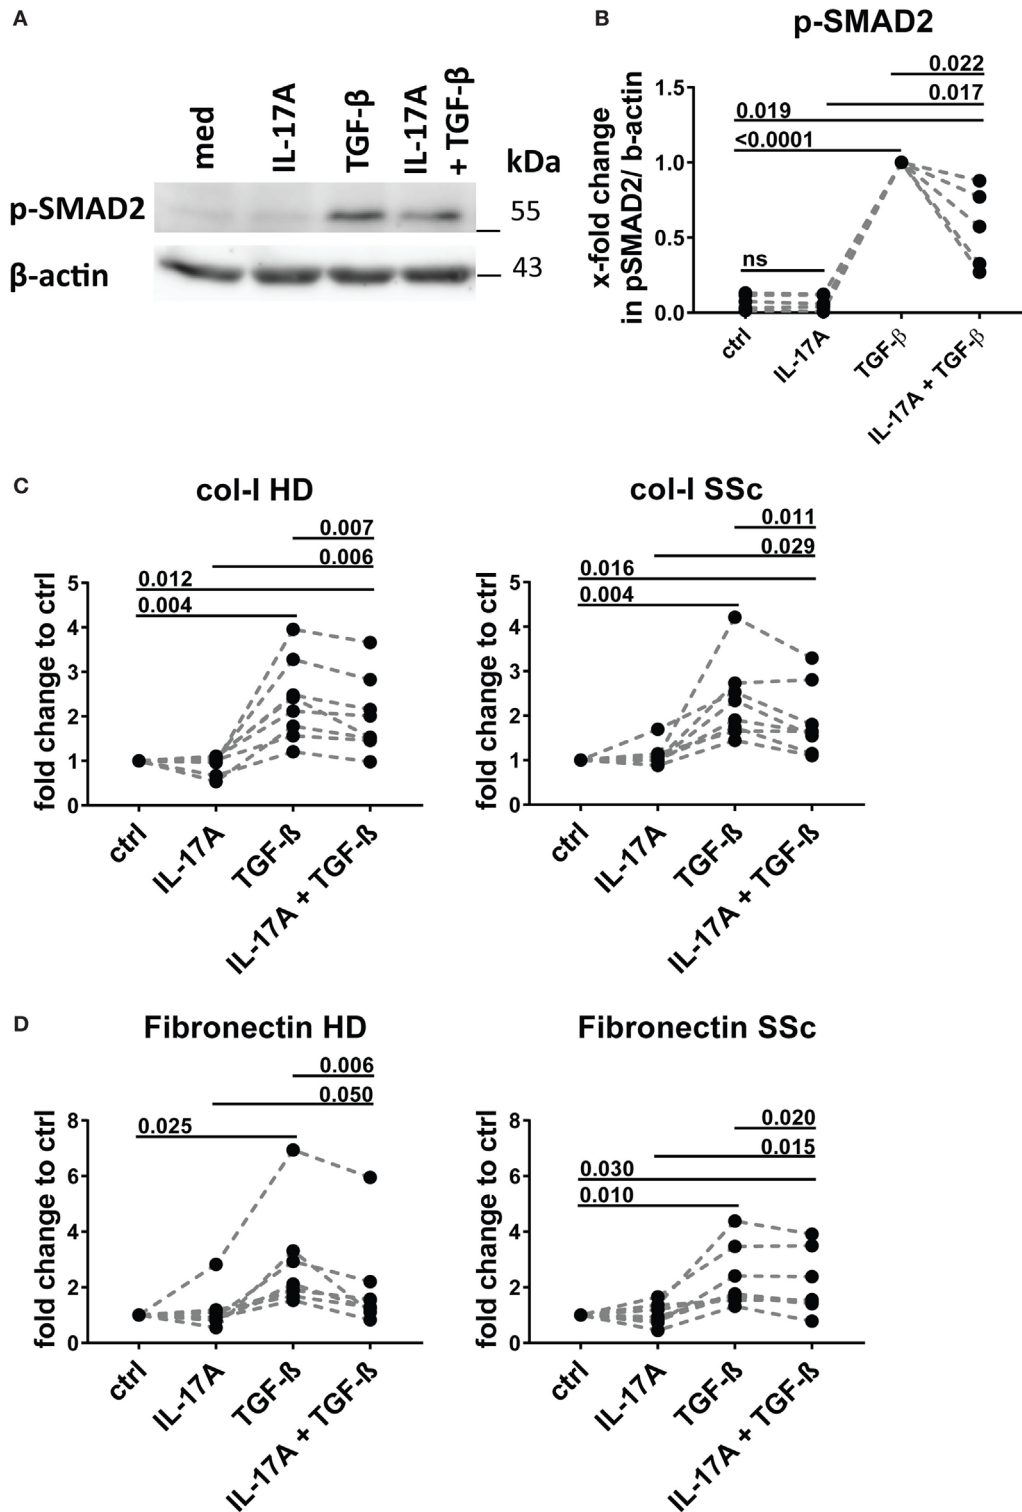 A
med
IL-17A
TGF-β
IL-17A
+ TGF-β
kDa
p-SMAD2
55
β-actin
43
B
p-SMAD2
0.022
0.017
0.019
<0.0001
ns
x-fold change
in pSMAD2/ b-actin
1.5
1.0
0.5
0.0
ctrl
IL-17A
TGF-β
IL-17A + TGF-β
C
col-I HD
0.007
0.006
0.012
0.004
fold change to ctrl
5
4
3
2
1
0
ctrl
IL-17A
TGF-ß
IL-17A + TGF-ß
col-I SSc
0.011
0.029
0.016
0.004
fold change to ctrl
5
4
3
2
1
0
ctrl
IL-17A
TGF-ß
IL-17A + TGF-ß
D
Fibronectin HD
0.006
0.050
0.025
fold change to ctrl
8
6
4
2
0
ctrl
IL-17A
TGF-ß
IL-17A + TGF-ß
Fibronectin SSc
0.020
0.015
0.030
0.010
fold change to ctrl
8
6
4
2
0
ctrl
IL-17A
TGF-ß
IL-17A + TGF-ß